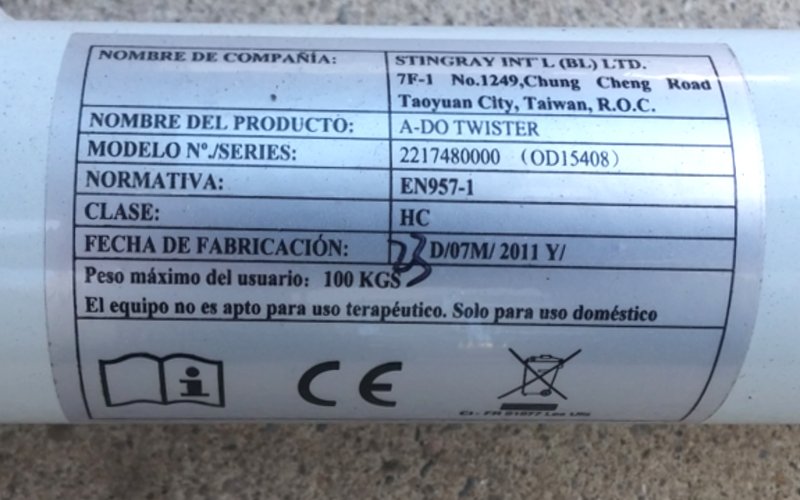 NOMBRE DE COMPAÑÍA: STINGRAY INT'L (BL) LTD.
7F-1 No.1249,Chung Cheng Road
Taoyuan City, Taiwan, R.O.C.
NOMBRE DEL PRODUCTO: A-DO TWISTER
MODELO Nº./SERIES: 2217480000 (OD15408)
NORMATIVA: EN957-1
CLASE: HC
FECHA DE FABRICACIÓN: 23 D/07M/ 2011 Y/
Peso máximo del usuario: 100 KGS
El equipo no es apto para uso terapéutico. Solo para uso doméstico
i CE